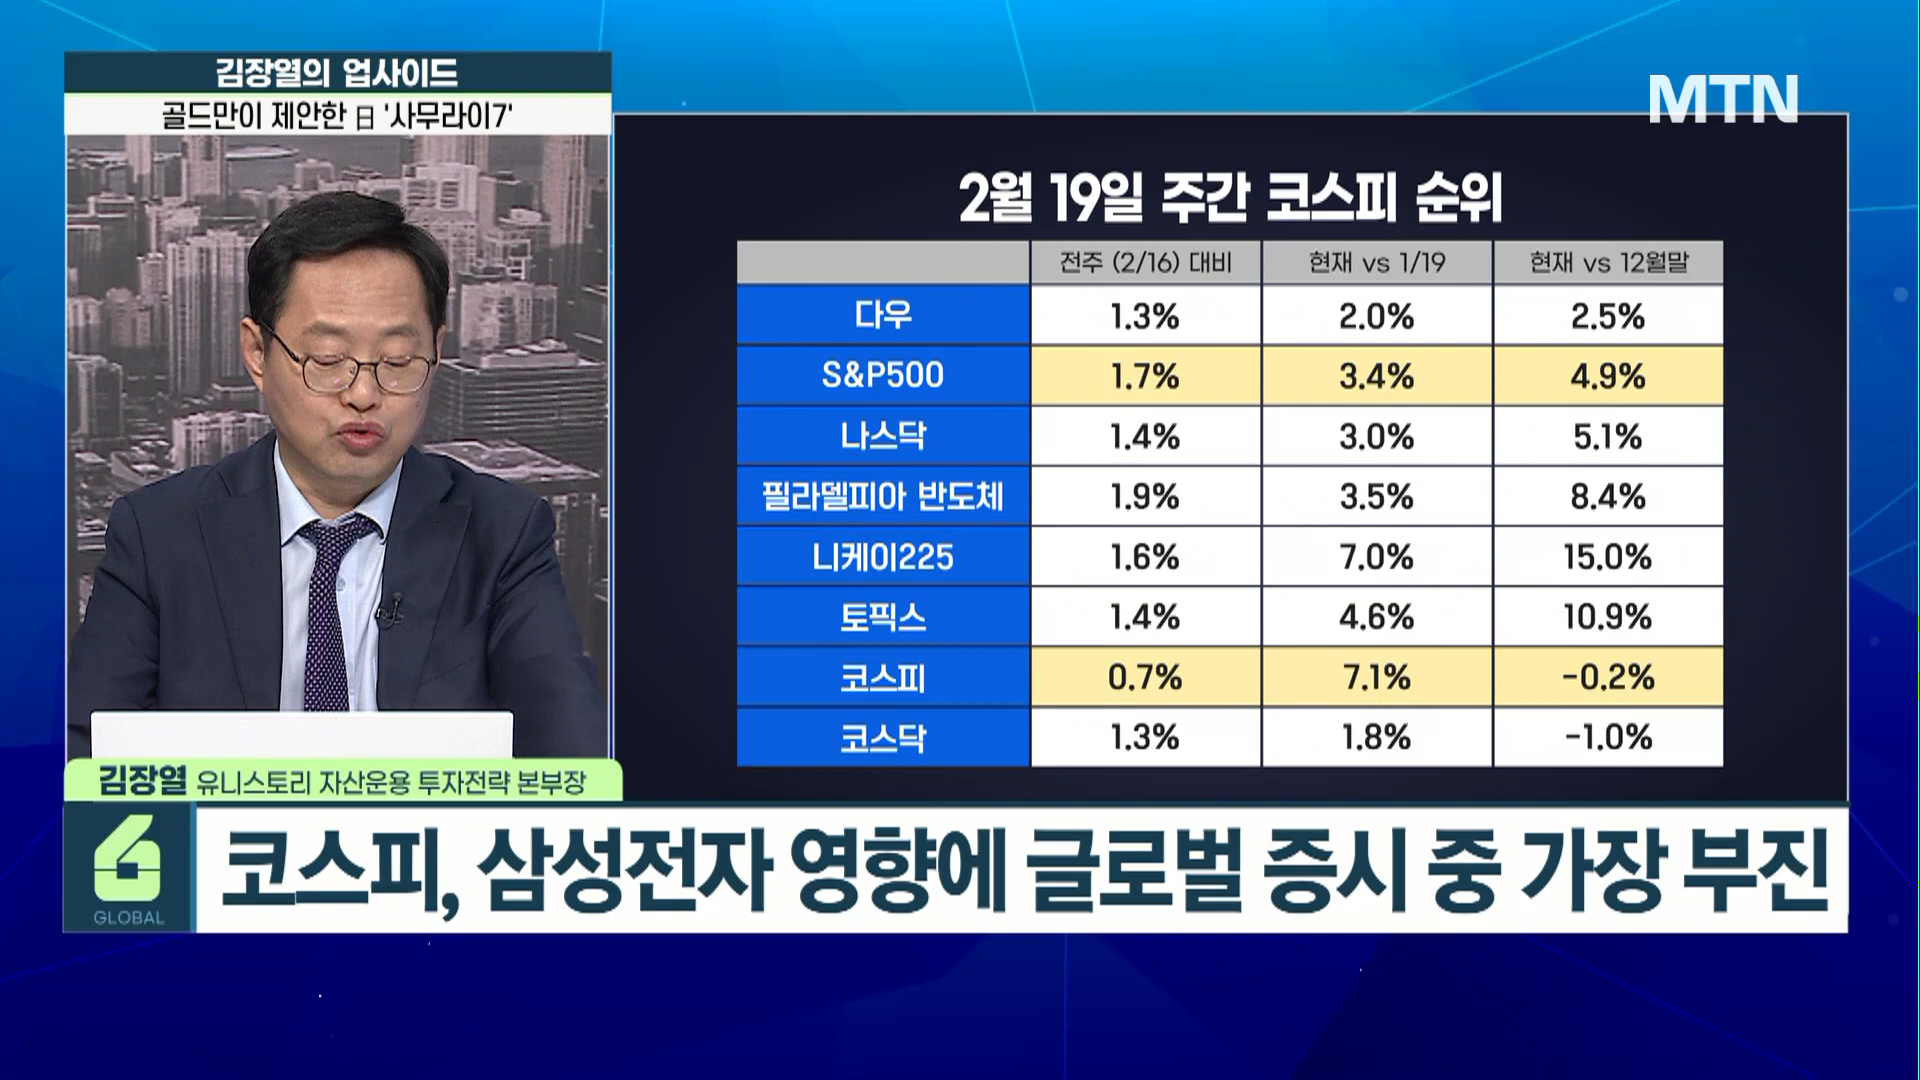 김장열의 업사이드
골드만이 제안한 日 '사무라이7'
MTN
2월 19일 주간 코스피 순위
전주 (2/16) 대비 현재 vs 1/19 현재 vs 12월말
다우 1.3% 2.0% 2.5%
S&P500 1.7% 3.4% 4.9%
나스닥 1.4% 3.0% 5.1%
필라델피아 반도체 1.9% 3.5% 8.4%
니케이225 1.6% 7.0% 15.0%
토픽스 1.4% 4.6% 10.9%
코스피 0.7% 7.1% -0.2%
코스닥 1.3% 1.8% -1.0%
김장열 유니스토리 자산운용 투자전략 본부장
6
GLOBAL
코스피, 삼성전자 영향에 글로벌 증시 중 가장 부진